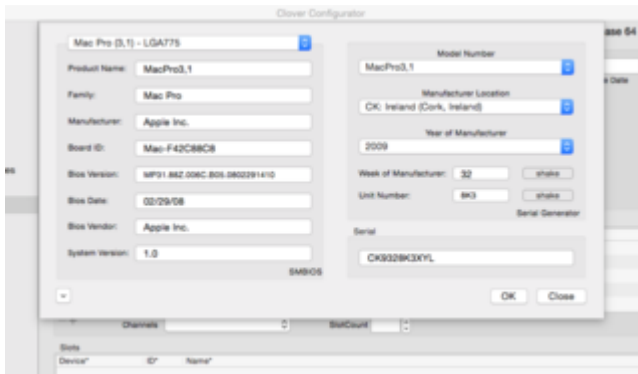 Clover Configurator
ase 64
Mac Pro (3,1) - LGA775
Product Name: MacPro3,1
Family: Mac Pro
Manufacturer: Apple Inc.
Board ID: Mac-F42C88C8
Bios Version: MP31.88Z.006C.B05.0802291410
Bios Date: 02/29/08
Bios Vendor: Apple Inc.
System Version: 1.0
SMBIOS
Model Number
MacPro3,1
Manufacturer Location
CK: Ireland (Cork, Ireland)
Year of Manufacturer
2009
Week of Manufacturer: 32 shake
Unit Number: 8K3 shake
Serial Generator
Serial
CK9328K3XYL
OK Close
e Date
es
Channels
SlotCount
Slots
Device* ID* Name*